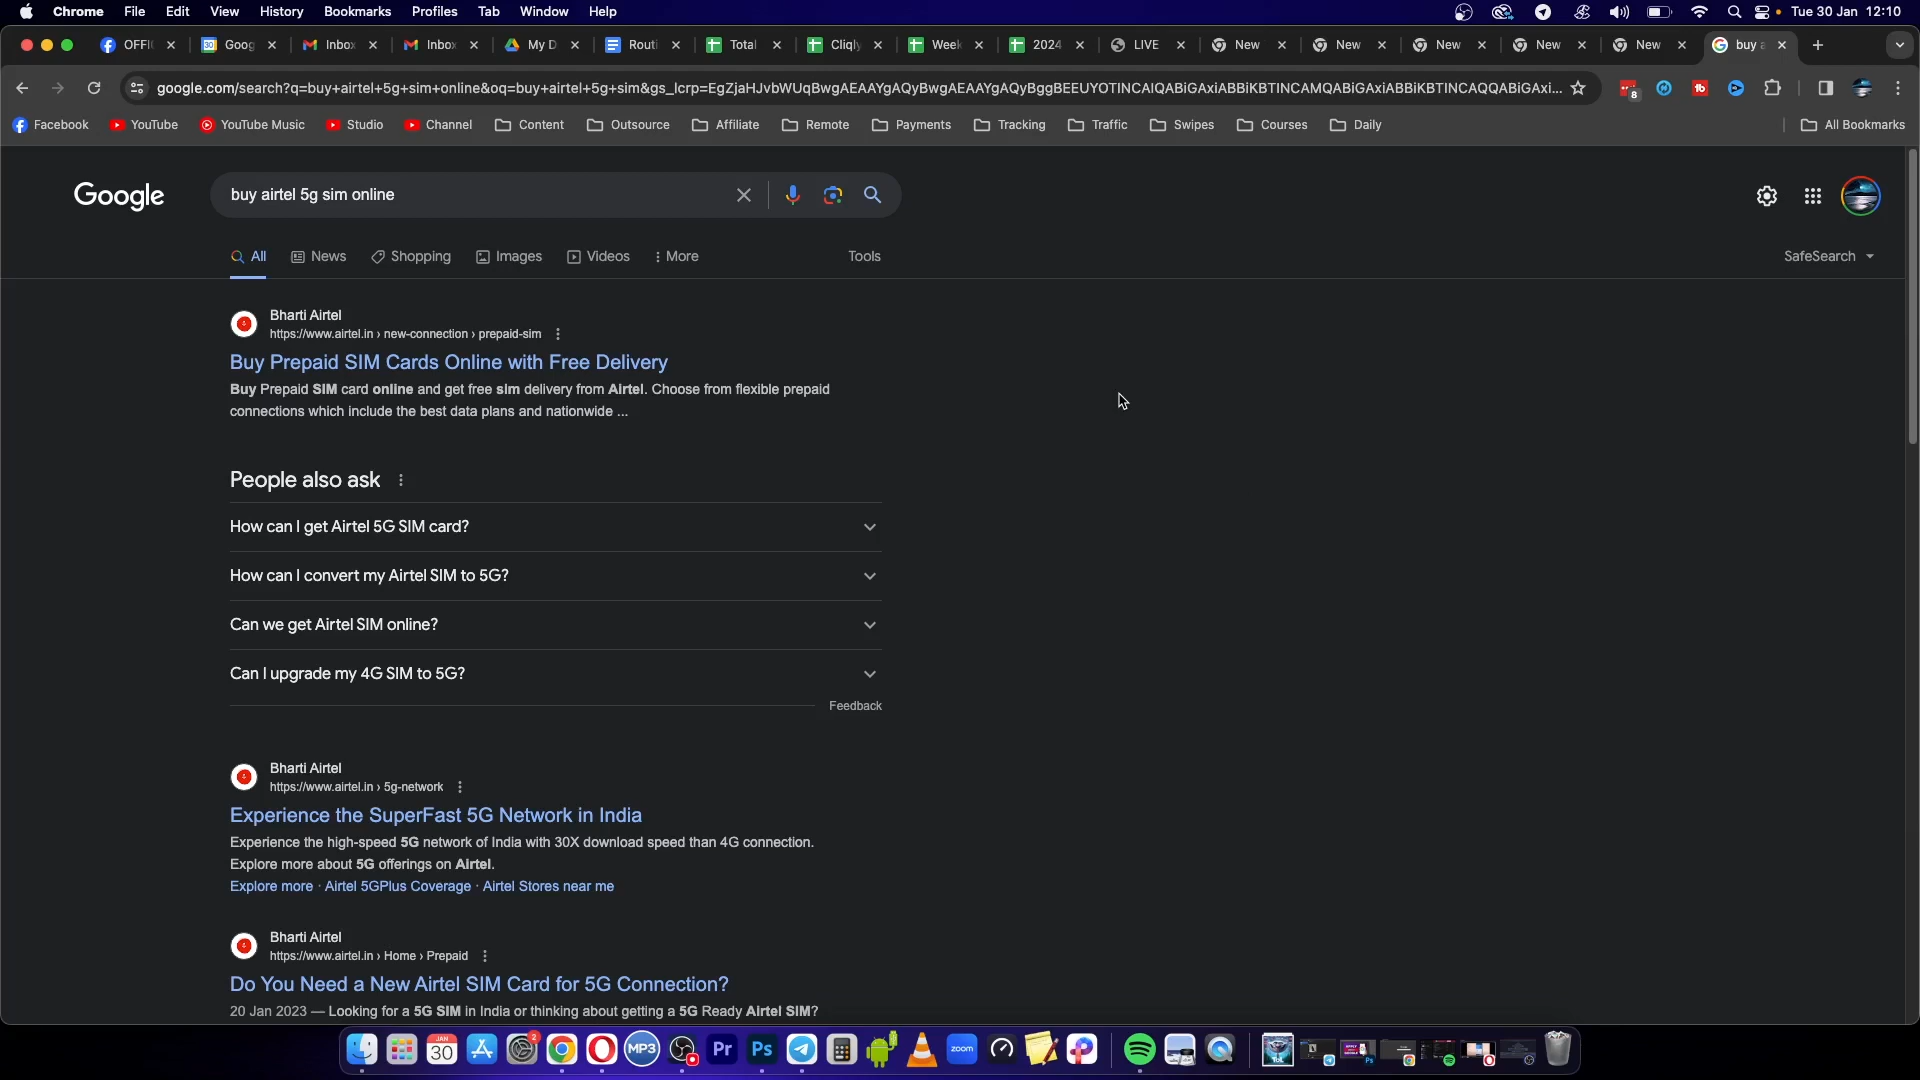 Chrome File Edit View History Bookmarks Profiles Tab Window Help Tue 30 Jan 12:10
OFFI Goog Inbox Inbox My D Routi Total Cliqly Week 2024 LIVE New New New New New buy a
google.com/search?q=buy+airtel+5g+sim+online&oq=buy+airtel+5g+sim&gs_lcrp=EgZjaHJvbWUqBwgAEAAYgAQyBwgAEAAYgAQyBggBEEUYOTINCAIQABiGAxiABBiKBTINCAMQABiGAxiABBiKBTINCAQQABiGAxi...
8
Facebook YouTube YouTube Music Studio Channel Content Outsource Affiliate Remote Payments Tracking Traffic Swipes Courses Daily All Bookmarks
Google buy airtel 5g sim online
All News Shopping Images Videos More Tools SafeSearch
Bharti Airtel
https://www.airtel.in › new-connection › prepaid-sim
Buy Prepaid SIM Cards Online with Free Delivery
Buy Prepaid SIM card online and get free sim delivery from Airtel. Choose from flexible prepaid
connections which include the best data plans and nationwide ...
People also ask
How can I get Airtel 5G SIM card?
How can I convert my Airtel SIM to 5G?
Can we get Airtel SIM online?
Can I upgrade my 4G SIM to 5G?
Feedback
Bharti Airtel
https://www.airtel.in › 5g-network
Experience the SuperFast 5G Network in India
Experience the high-speed 5G network of India with 30X download speed than 4G connection.
Explore more about 5G offerings on Airtel.
Explore more · Airtel 5GPlus Coverage · Airtel Stores near me
Bharti Airtel
https://www.airtel.in › Home › Prepaid
Do You Need a New Airtel SIM Card for 5G Connection?
20 Jan 2023 — Looking for a 5G SIM in India or thinking about getting a 5G Ready Airtel SIM?
JAN 30 2 MP3 Pr Ps zoom